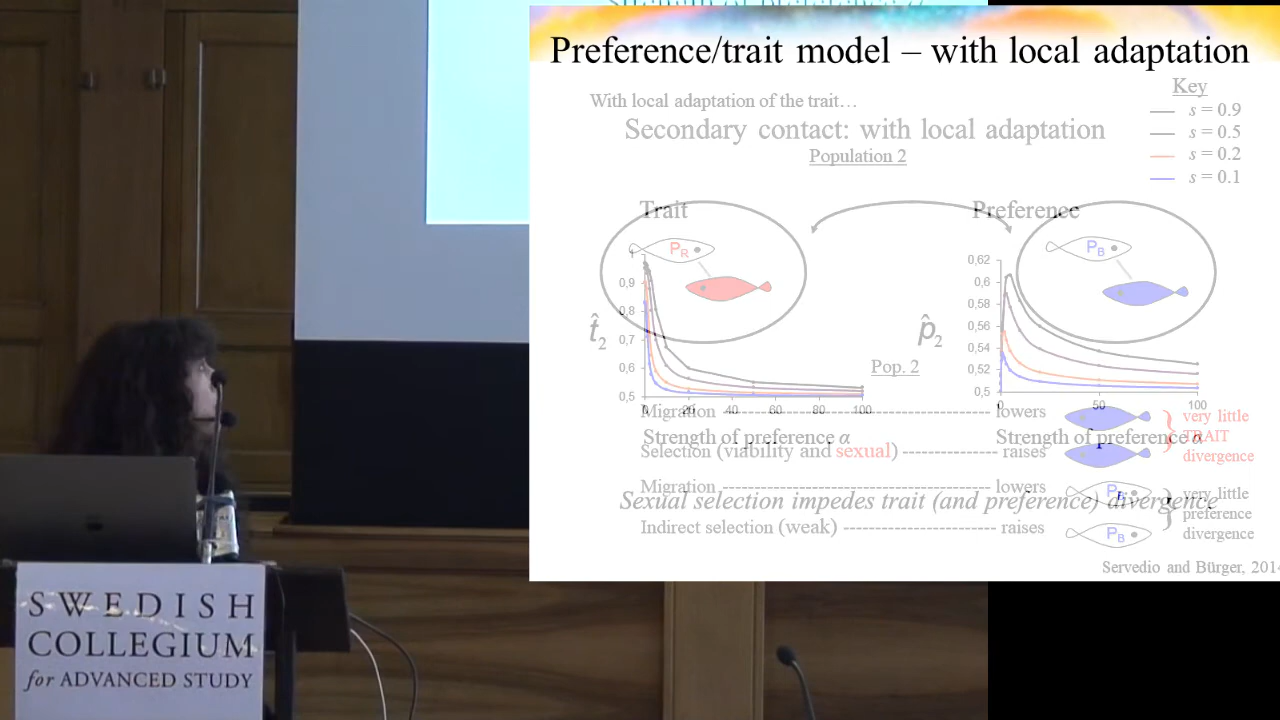 Preference/trait model – with local adaptation
With local adaptation of the trait…
Secondary contact: with local adaptation
Population 2
Key
s = 0.9
s = 0.5
s = 0.2
s = 0.1
Trait
Preference
P_R
P_B
1
0,9
0,8
0,7
0,6
0,5
0
20
40
60
80
100
t̂₂
0,62
0,6
0,58
0,56
0,54
0,52
0,5
50
100
p̂₂
Pop. 2
Strength of preference α
Strength of preference α
Migration ---------------------------------------- lowers
Selection (viability and sexual) -------------- raises
very little
TRAIT
divergence
Migration ---------------------------------------- lowers
Sexual selection impedes trait (and preference) divergence
Indirect selection (weak) ---------------------- raises
P_B
P_B
very little
preference
divergence
Servedio and Bürger, 2014
SWEDISH
COLLEGIUM
for ADVANCED STUDY